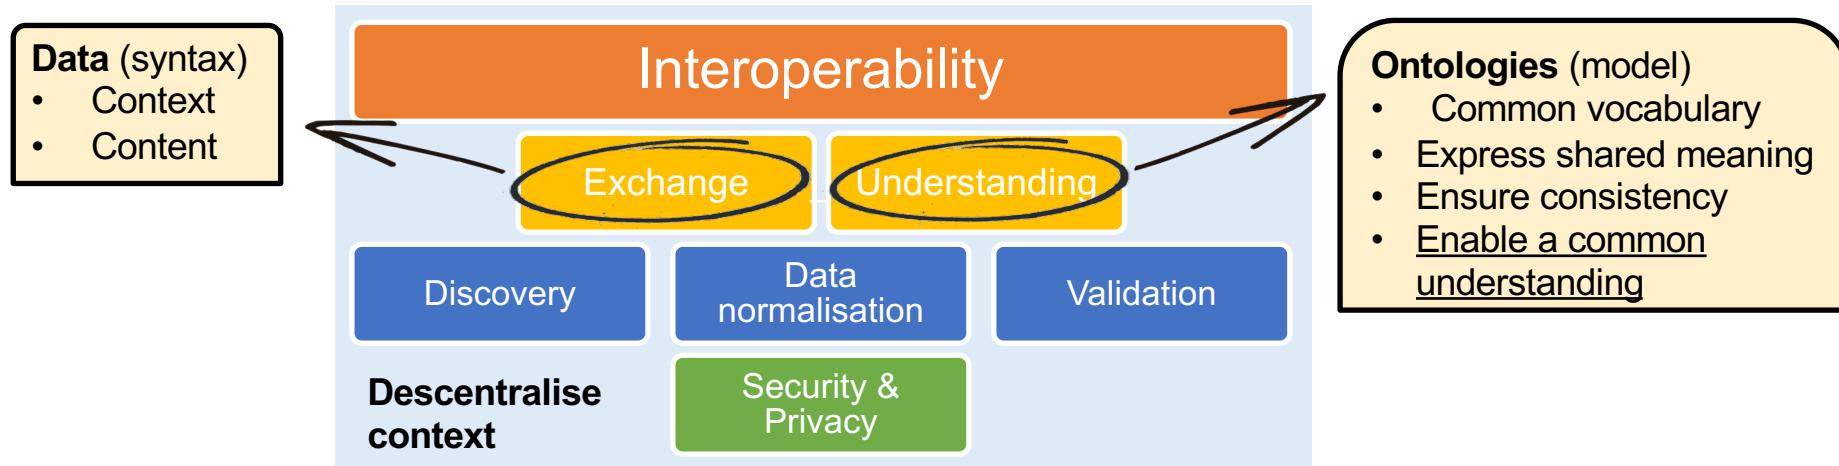 Data (syntax)
• Context
• Content
Interoperability
Exchange
Understanding
Discovery
Data
normalisation
Validation
Descentralise
context
Security &
Privacy
Ontologies (model)
• Common vocabulary
• Express shared meaning
• Ensure consistency
• Enable a common
understanding